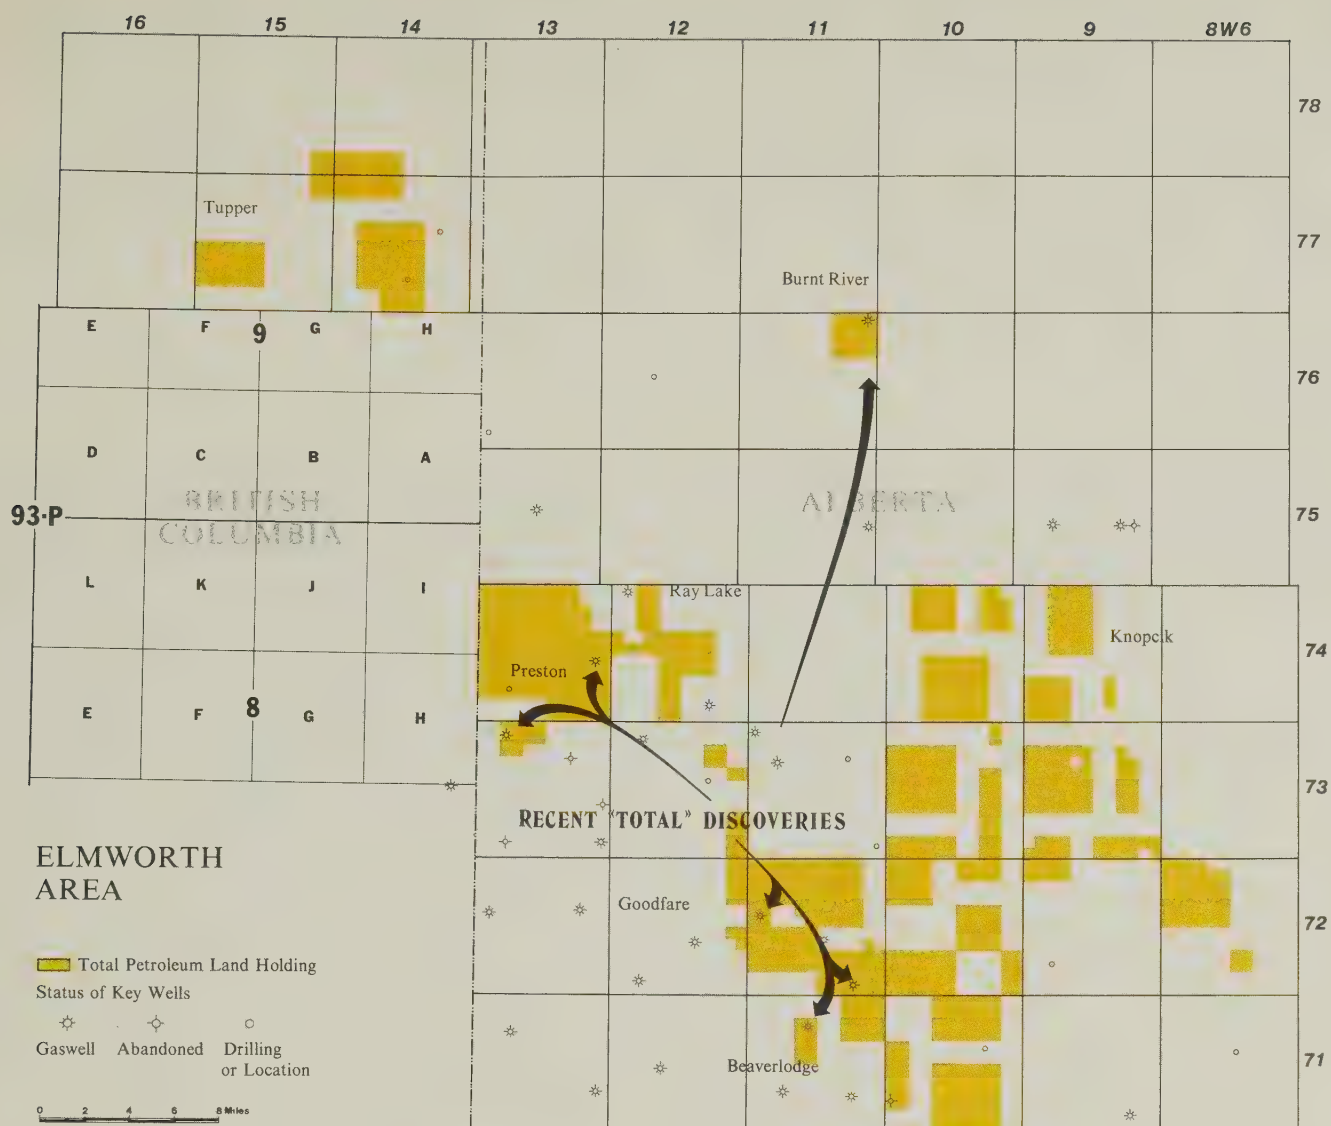 16 15 14 13 12 11 10 9 8W6
78
Tupper
77
Burnt River
E F 9 G H
76
D C B A
BRITISH
COLUMBIA
ALBERTA
93-P
75
L K J I
Ray Lake
Knopcik
74
Preston
E F 8 G H
73
RECENT "TOTAL" DISCOVERIES
ELMWORTH
AREA
Goodfare
72
Total Petroleum Land Holding
Status of Key Wells
Gaswell Abandoned Drilling
or Location
Beaverlodge
71
0 2 4 6 8 Miles